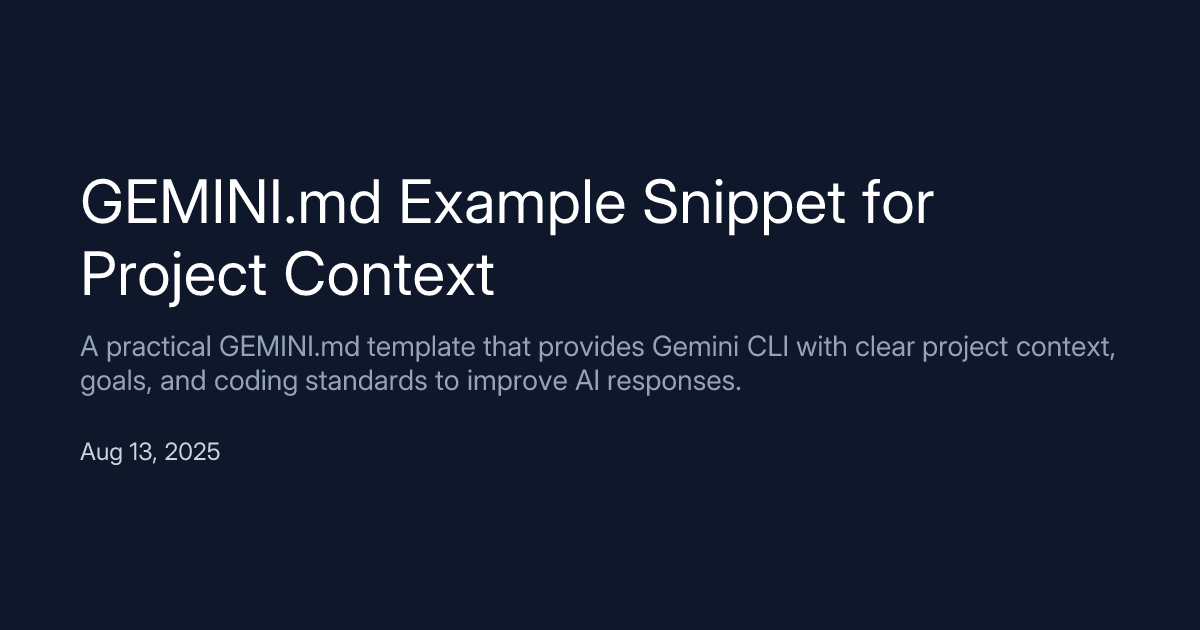 GEMINI.md Example Snippet for
Project Context
A practical GEMINI.md template that provides Gemini CLI with clear project context,
goals, and coding standards to improve AI responses.
Aug 13, 2025